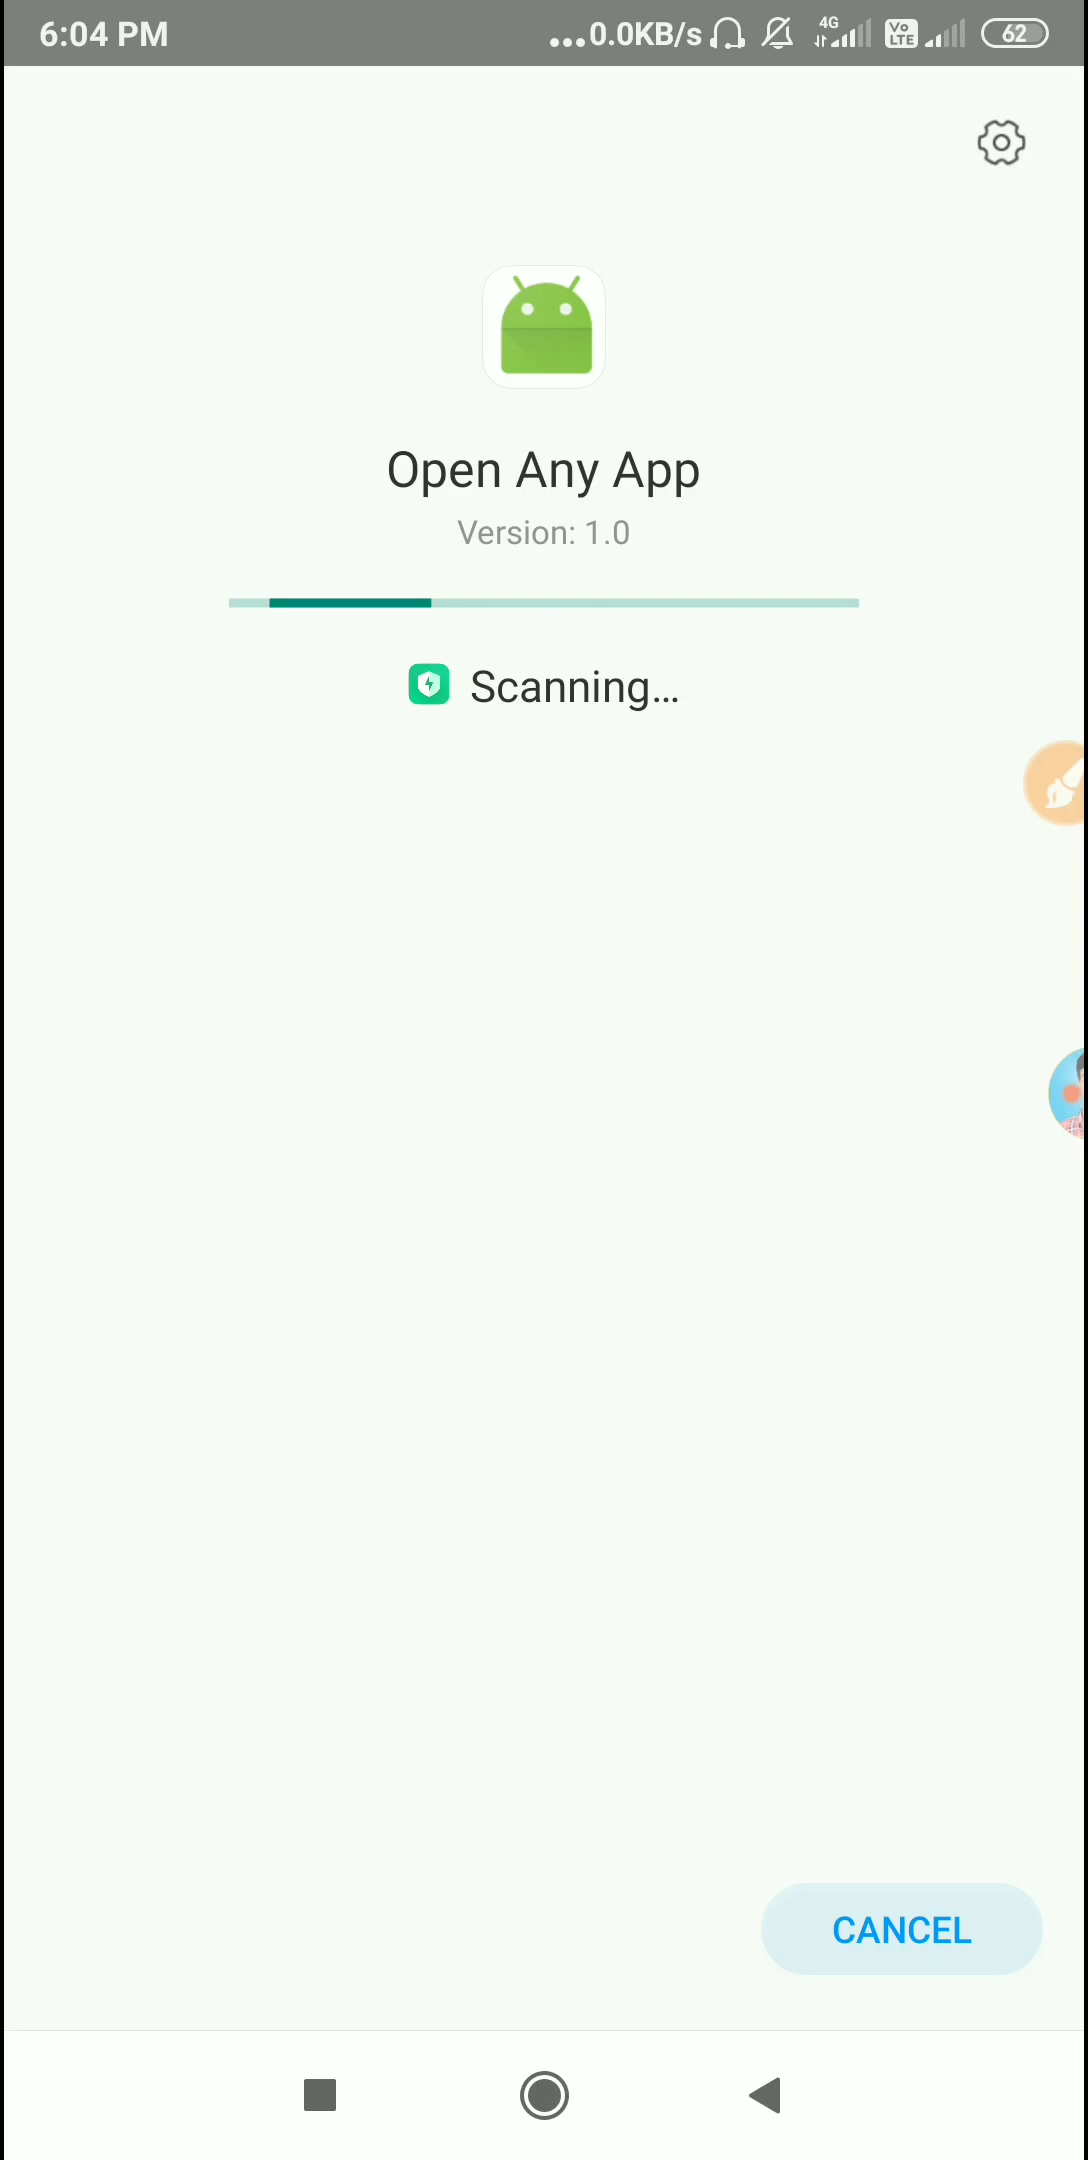 6:04 PM
...0.0KB/s
4G
Vo
LTE
62
Open Any App
Version: 1.0
Scanning...
CANCEL